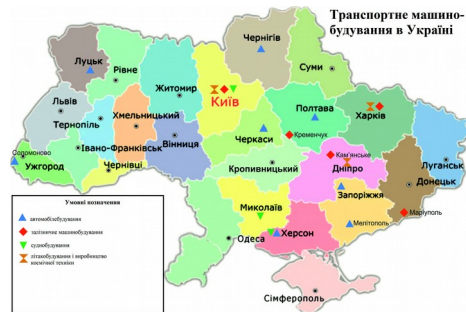 Транспортне машино-
будування в Україні
Чернігів
Луцьк
Рівне
Суми
Житомир
Київ
Львів
Полтава
Харків
Тернопіль
Хмельницький
Кременчук
Черкаси
Луганськ
Соломоново
Івано-Франківськ
Вінниця
Кам'янське
Ужгород
Чернівці
Кропивницький
Дніпро
Донецьк
Запоріжжя
Миколаїв
Маріуполь
Мелітополь
Одеса
Херсон
Сімферополь
Умовні позначення
автомобілебудування
залізничне машинобудування
суднобудування
літакобудування і виробництво
космічної техніки